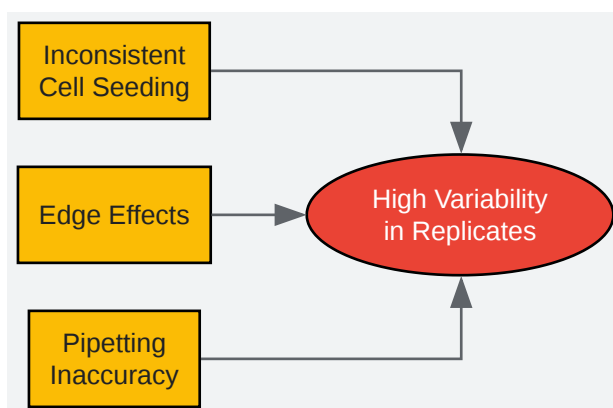 Inconsistent
Cell Seeding
Edge Effects
High Variability
in Replicates
Pipetting
Inaccuracy